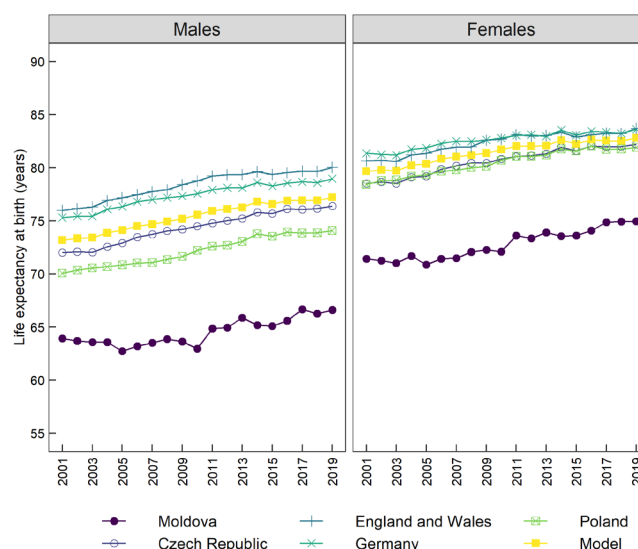 Males Females
Life expectancy at birth (years)
90
85
80
75
70
65
60
55
2001 2003 2005 2007 2009 2011 2013 2015 2017 2019 2001 2003 2005 2007 2009 2011 2013 2015 2017 2019
Moldova England and Wales Poland
Czech Republic Germany Model